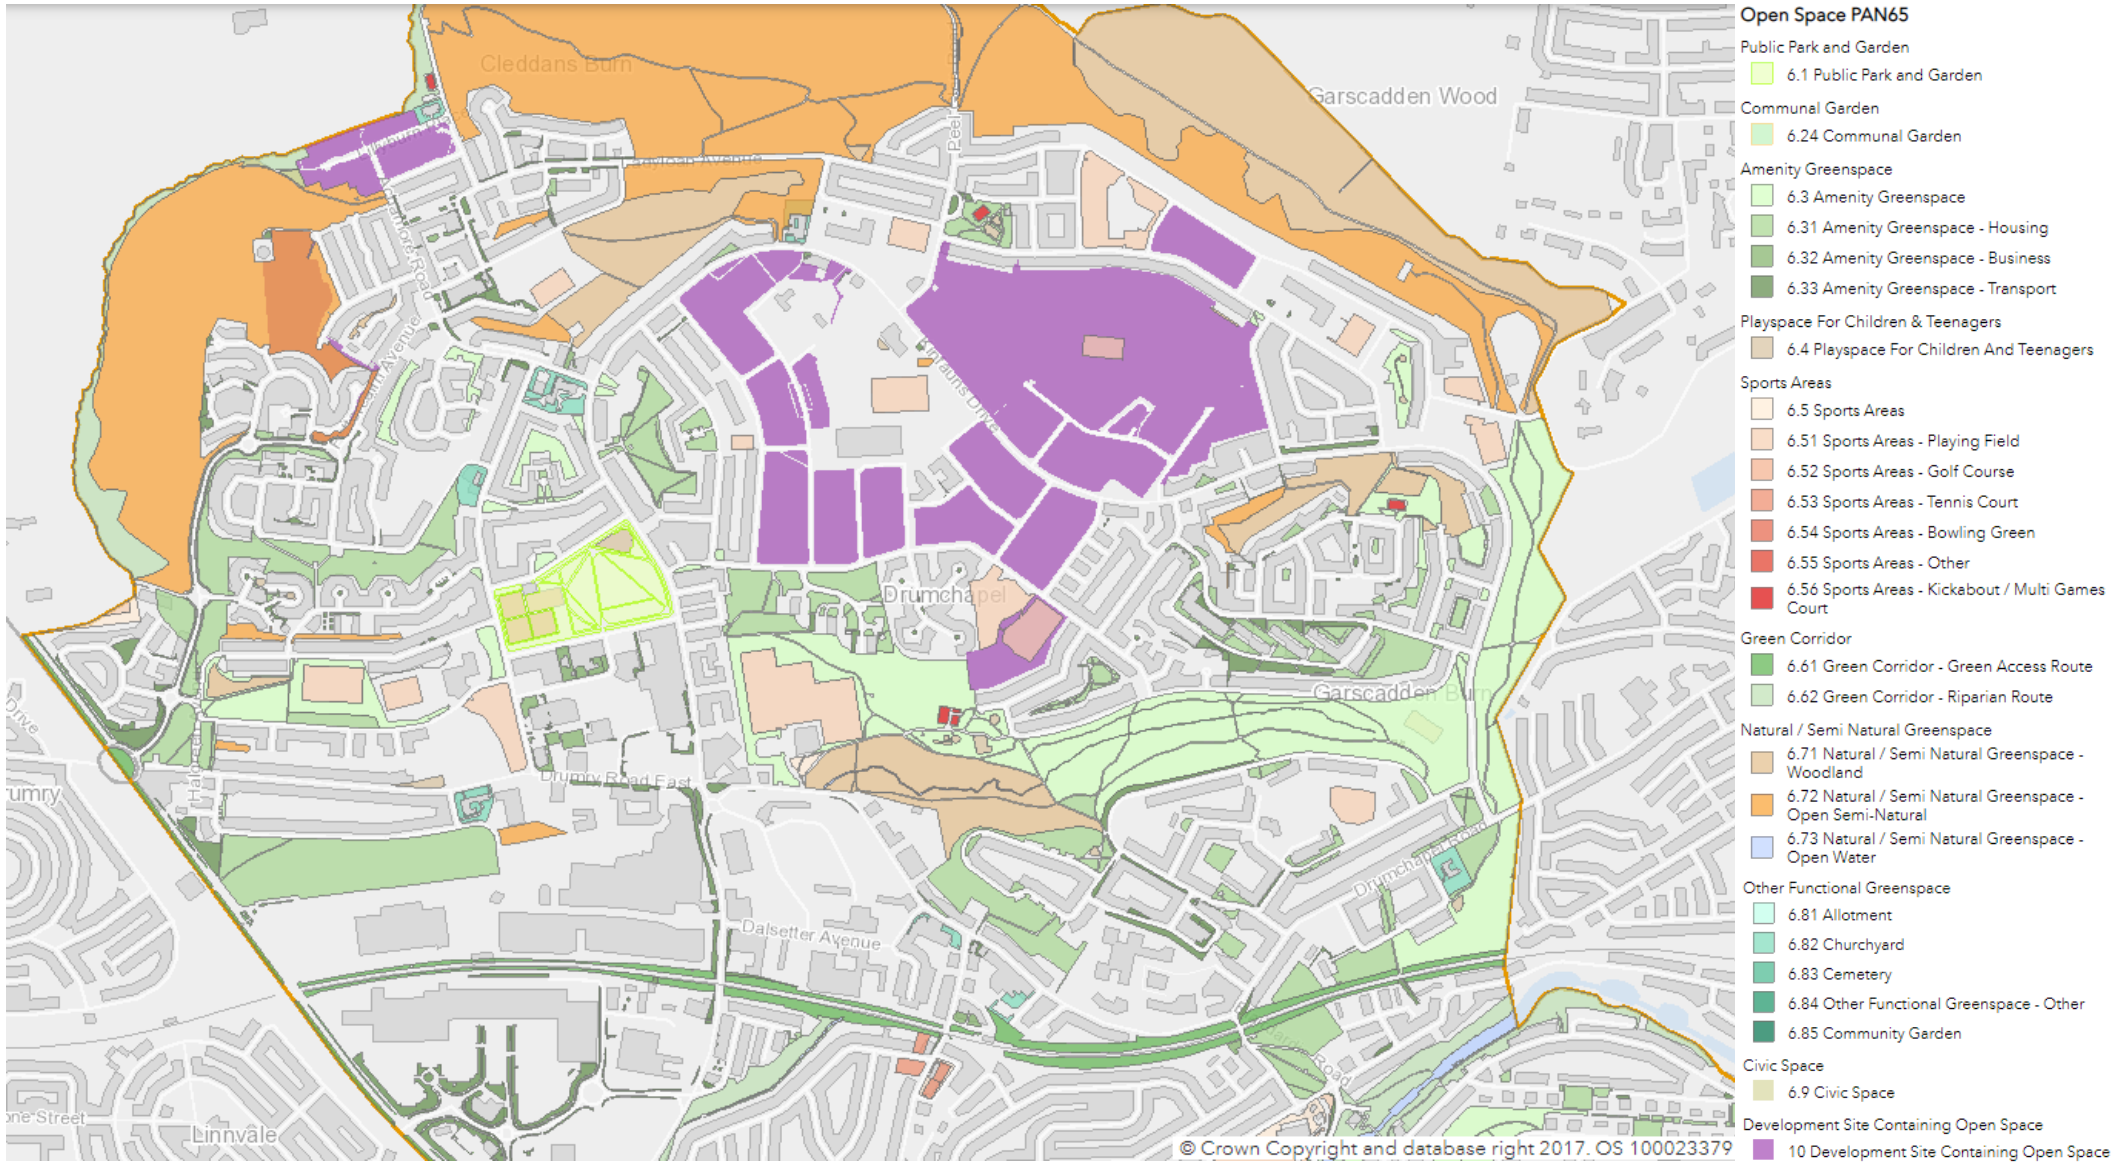 Cleddans Burn
Garscadden Wood
Peel
Kinfauns Drive
Drumchapel
Garscadden Burn
Drive
Drumry Road East
Drumchapel Road
Dalsetter Avenue
Road
Linnvale
© Crown Copyright and database right 2017. OS 100023379
Open Space PAN65
Public Park and Garden
6.1 Public Park and Garden
Communal Garden
6.24 Communal Garden
Amenity Greenspace
6.3 Amenity Greenspace
6.31 Amenity Greenspace - Housing
6.32 Amenity Greenspace - Business
6.33 Amenity Greenspace - Transport
Playspace For Children & Teenagers
6.4 Playspace For Children And Teenagers
Sports Areas
6.5 Sports Areas
6.51 Sports Areas - Playing Field
6.52 Sports Areas - Golf Course
6.53 Sports Areas - Tennis Court
6.54 Sports Areas - Bowling Green
6.55 Sports Areas - Other
6.56 Sports Areas - Kickabout / Multi Games
Court
Green Corridor
6.61 Green Corridor - Green Access Route
6.62 Green Corridor - Riparian Route
Natural / Semi Natural Greenspace
6.71 Natural / Semi Natural Greenspace -
Woodland
6.72 Natural / Semi Natural Greenspace -
Open Semi-Natural
6.73 Natural / Semi Natural Greenspace -
Open Water
Other Functional Greenspace
6.81 Allotment
6.82 Churchyard
6.83 Cemetery
6.84 Other Functional Greenspace - Other
6.85 Community Garden
Civic Space
6.9 Civic Space
Development Site Containing Open Space
10 Development Site Containing Open Space